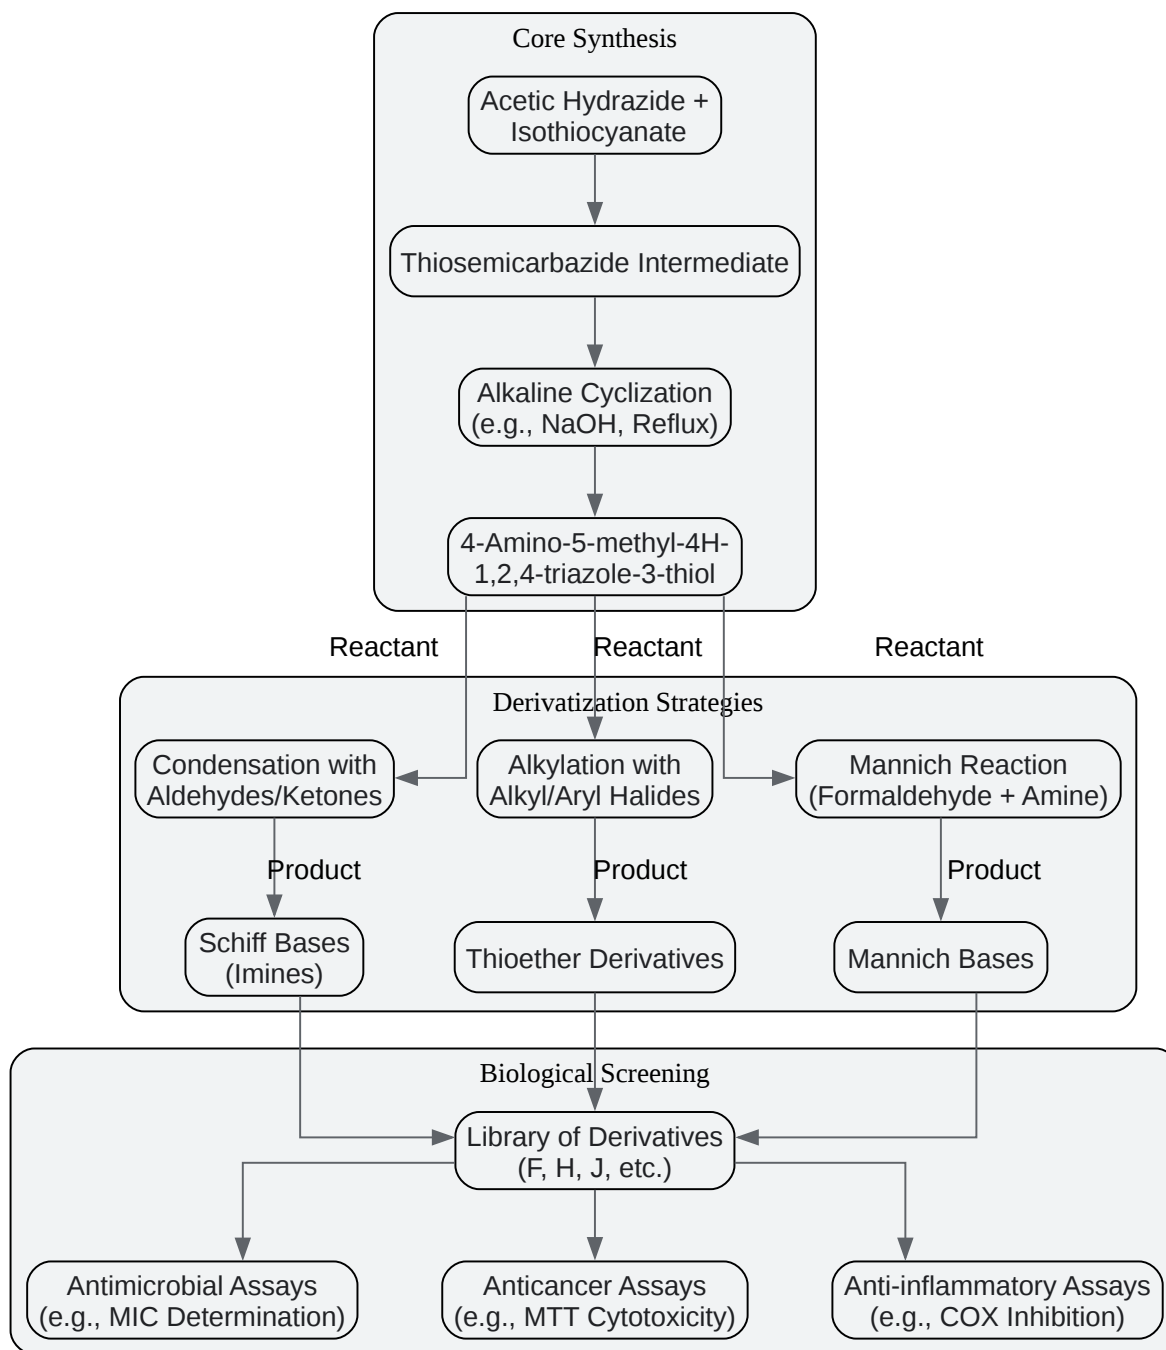 Core Synthesis
Acetic Hydrazide +
Isothiocyanate
Thiosemicarbazide Intermediate
Alkaline Cyclization
(e.g., NaOH, Reflux)
4-Amino-5-methyl-4H-
1,2,4-triazole-3-thiol
Reactant
Reactant
Reactant
Derivatization Strategies
Condensation with
Aldehydes/Ketones
Alkylation with
Alkyl/Aryl Halides
Mannich Reaction
(Formaldehyde + Amine)
Product
Product
Product
Schiff Bases
(Imines)
Thioether Derivatives
Mannich Bases
Biological Screening
Library of Derivatives
(F, H, J, etc.)
Antimicrobial Assays
(e.g., MIC Determination)
Anticancer Assays
(e.g., MTT Cytotoxicity)
Anti-inflammatory Assays
(e.g., COX Inhibition)